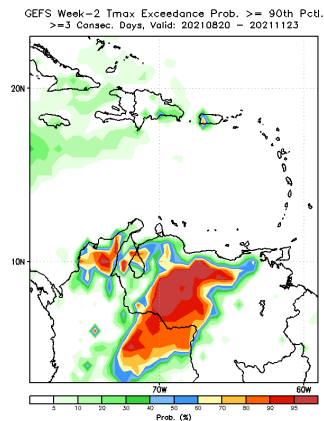 GEFS Week-2 Tmax Exceedance Prob. >= 90th Pctl.
>=3 Consec. Days, Valid: 20210820 - 20211123
20N
10N
70W 60W
5 10 20 30 40 50 60 70 80 90 95
Prob. (%)